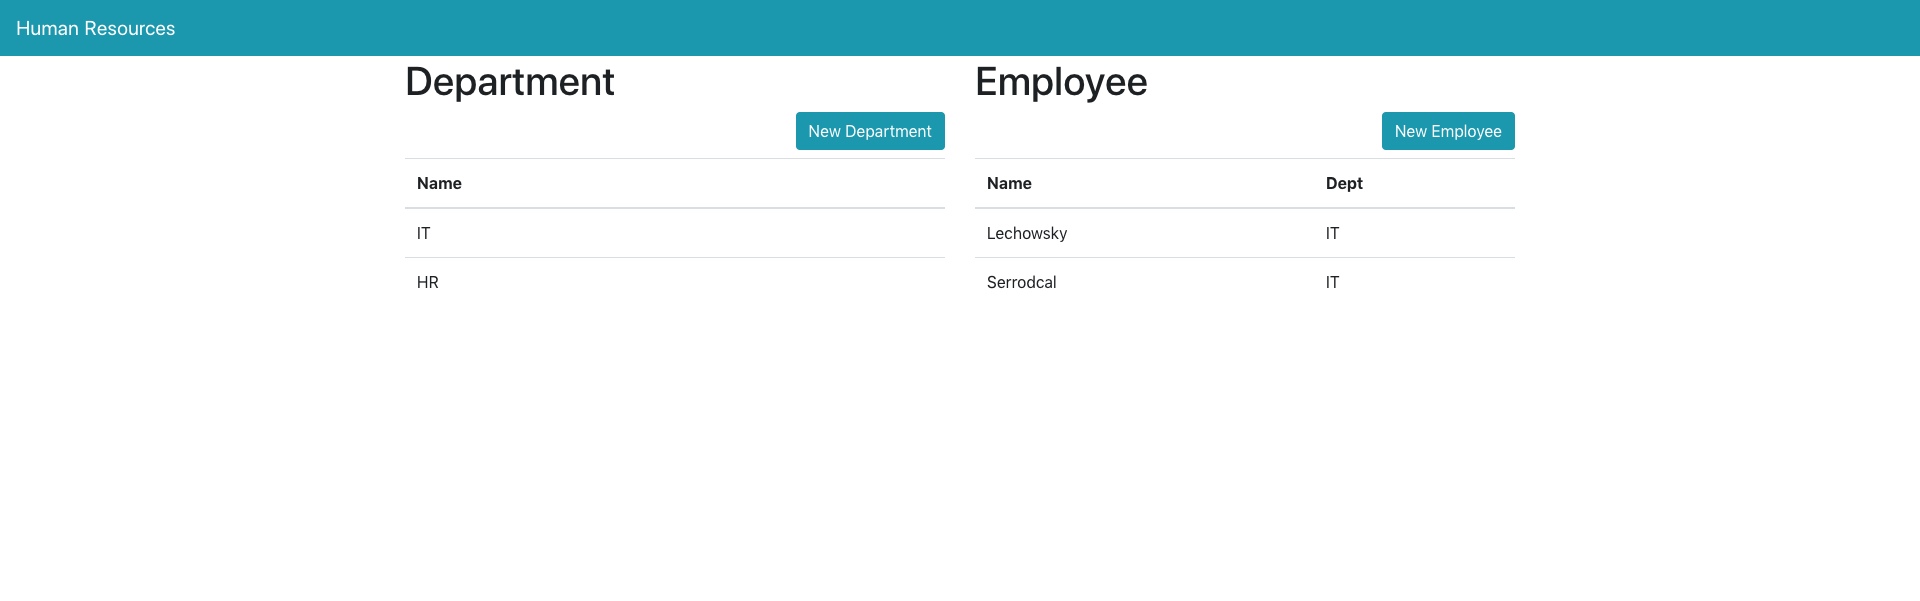 Human Resources
Department
New Department
Name
IT
HR
Employee
New Employee
Name Dept
Lechowsky IT
Serrodcal IT